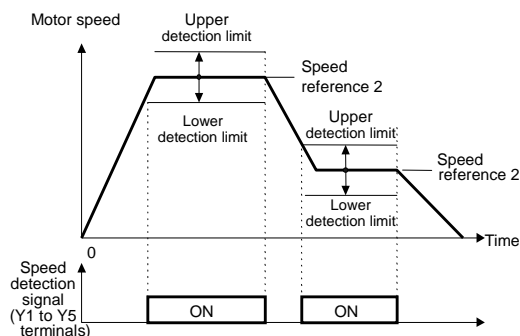 Motor speed
Upper
detection limit
Speed
reference 2
Lower
detection limit
Upper
detection limit
Speed
reference 2
Lower
detection limit
0
Time
Speed
detection
signal
(Y1 to Y5
terminals)
ON
ON